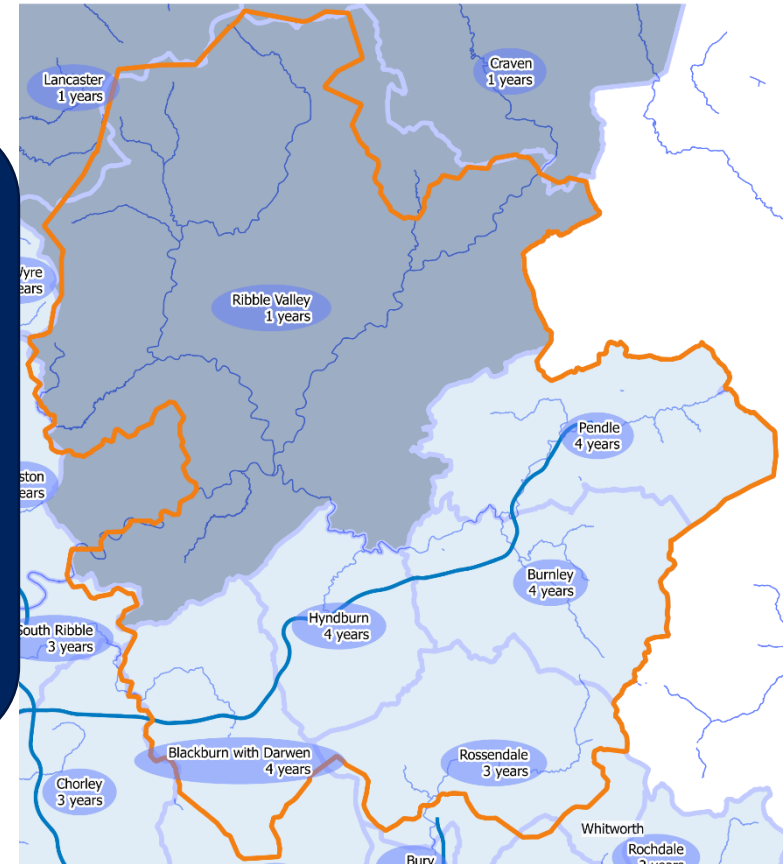 Lancaster
1 years
Craven
1 years
Ribble Valley
1 years
Pendle
4 years
Burnley
4 years
Hyndburn
4 years
South Ribble
3 years
Blackburn with Darwen
4 years
Rossendale
3 years
Chorley
3 years
Whitworth
Rochdale
Bury